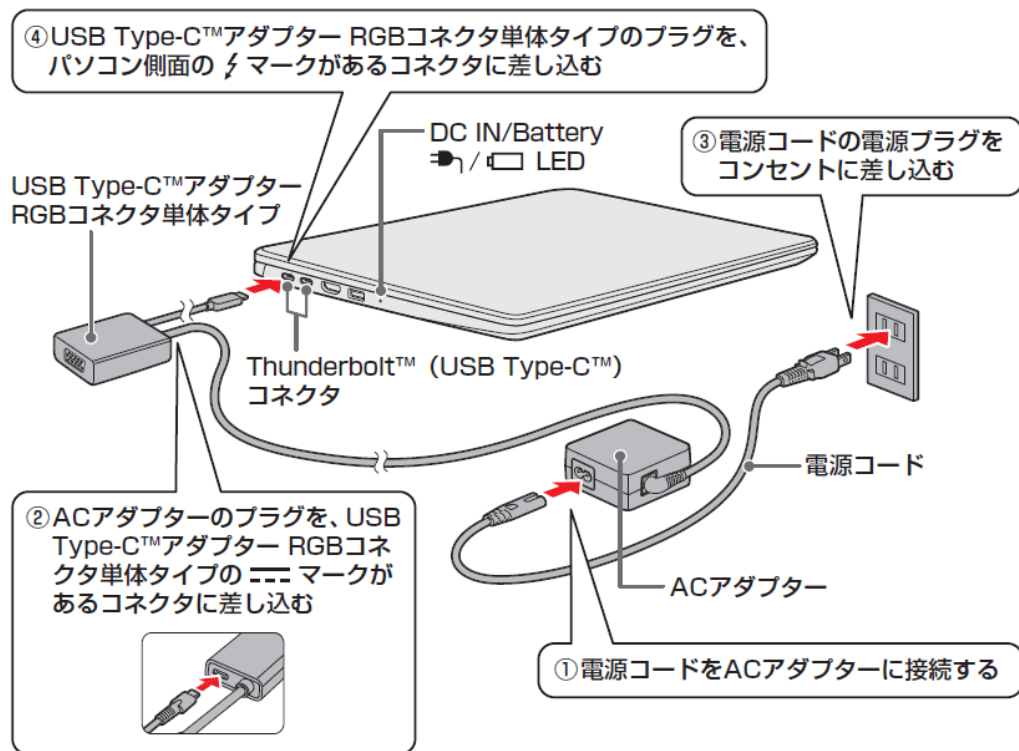 ④USB Type-C™アダプター RGBコネクタ単体タイプのプラグを、
パソコン側面の マークがあるコネクタに差し込む
DC IN/Battery
/ LED
③電源コードの電源プラグを
コンセントに差し込む
USB Type-C™アダプター
RGBコネクタ単体タイプ
Thunderbolt™（USB Type-C™）
コネクタ
電源コード
②ACアダプターのプラグを、USB
Type-C™アダプター RGBコネ
クタ単体タイプの マークが
あるコネクタに差し込む
ACアダプター
①電源コードをACアダプターに接続する